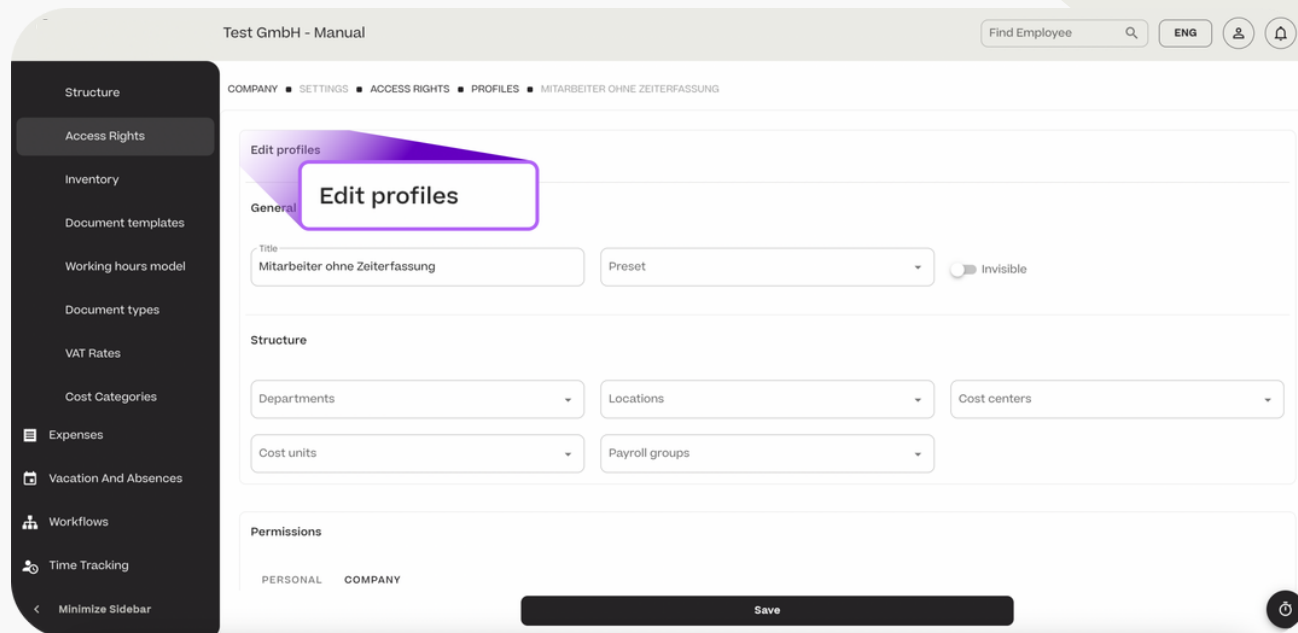 Test GmbH - Manual
Find Employee
ENG
Structure
Access Rights
Inventory
Document templates
Working hours model
Document types
VAT Rates
Cost Categories
Expenses
Vacation And Absences
Workflows
Time Tracking
Minimize Sidebar
COMPANY ■ SETTINGS ■ ACCESS RIGHTS ■ PROFILES ■ MITARBEITER OHNE ZEITERFASSUNG
Edit profiles
Edit profiles
General
Title
Mitarbeiter ohne Zeiterfassung
Preset
Invisible
Structure
Departments
Locations
Cost centers
Cost units
Payroll groups
Permissions
PERSONAL COMPANY
Save